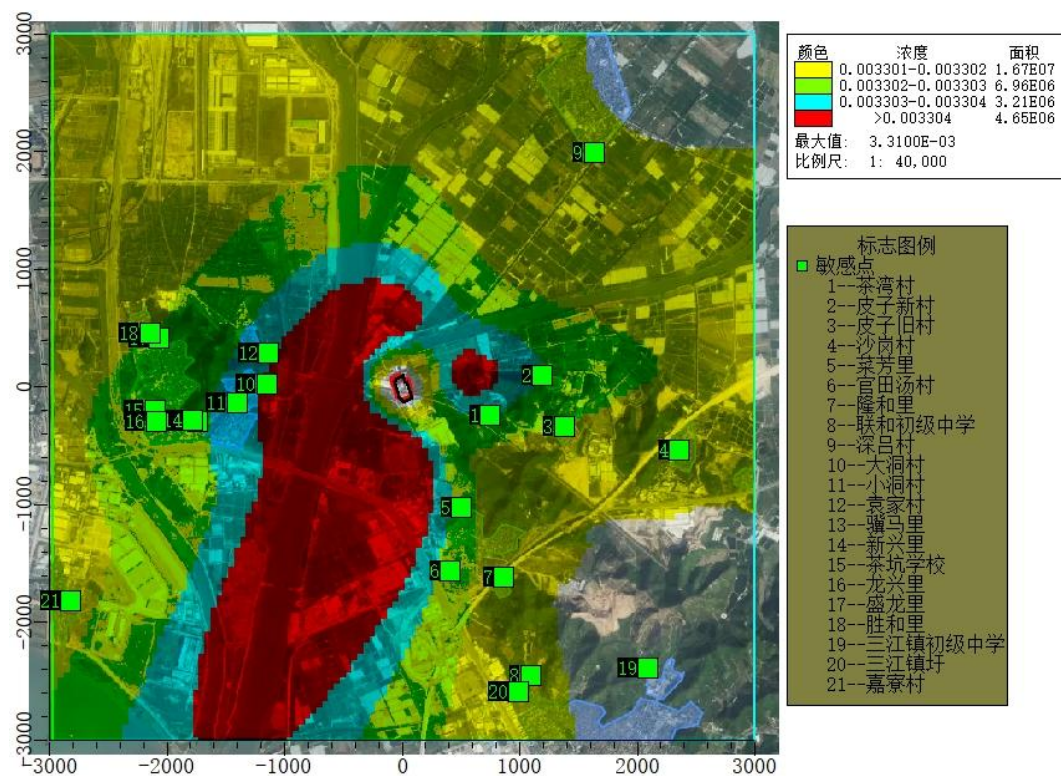 颜色 浓度 面积
0.003301-0.003302 1.67E07
0.003302-0.003303 6.96E06
0.003303-0.003304 3.21E06
>0.003304 4.65E06
最大值: 3.3100E-03
比例尺: 1: 40,000
标志图例
敏感点
1--茶湾村
2--皮子新村
3--皮子旧村
4--沙岗村
5--菜芳里
6--官田汤村
7--隆和里
8--联和初级中学
9--深吕村
10--大洞村
11--小洞村
12--袁家村
13--骥马里
14--新兴里
15--茶坑学校
16--龙兴里
17--盛龙里
18--胜和里
19--三江镇初级中学
20--三江镇圩
21--嘉寮村
3000
2000
1000
0
-1000
-2000
-3000
-3000 -2000 -1000 0 1000 2000 3000
9
18
12
10
2
11
15
16
14
1
3
4
5
6
7
21
8
19
20